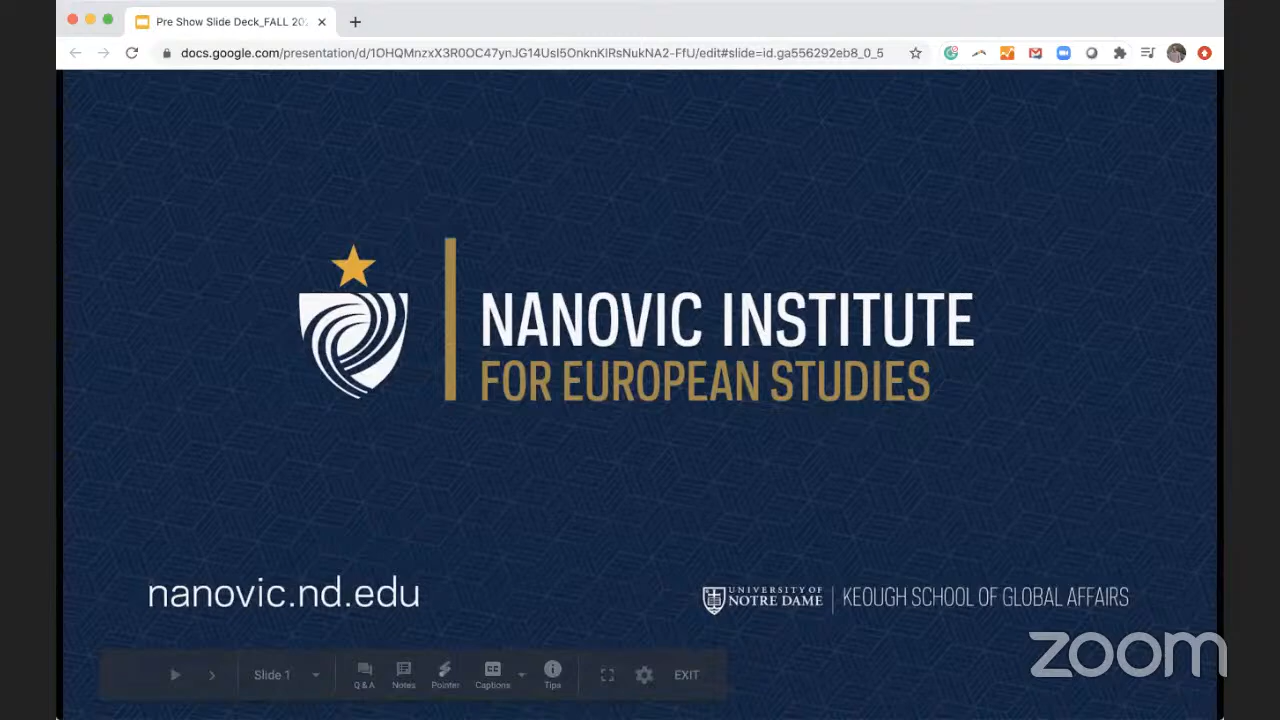 Pre Show Slide Deck_FALL 202
docs.google.com/presentation/d/1OHQMnzxX3R0OC47ynJG14UsI5OnknKIRsNukNA2-FfU/edit#slide=id.ga556292eb8_0_5
NANOVIC INSTITUTE
FOR EUROPEAN STUDIES
nanovic.nd.edu
UNIVERSITY OF
NOTRE DAME
KEOUGH SCHOOL OF GLOBAL AFFAIRS
zoom
Slide 1
Q & A
Notes
Pointer
Captions
Tips
EXIT